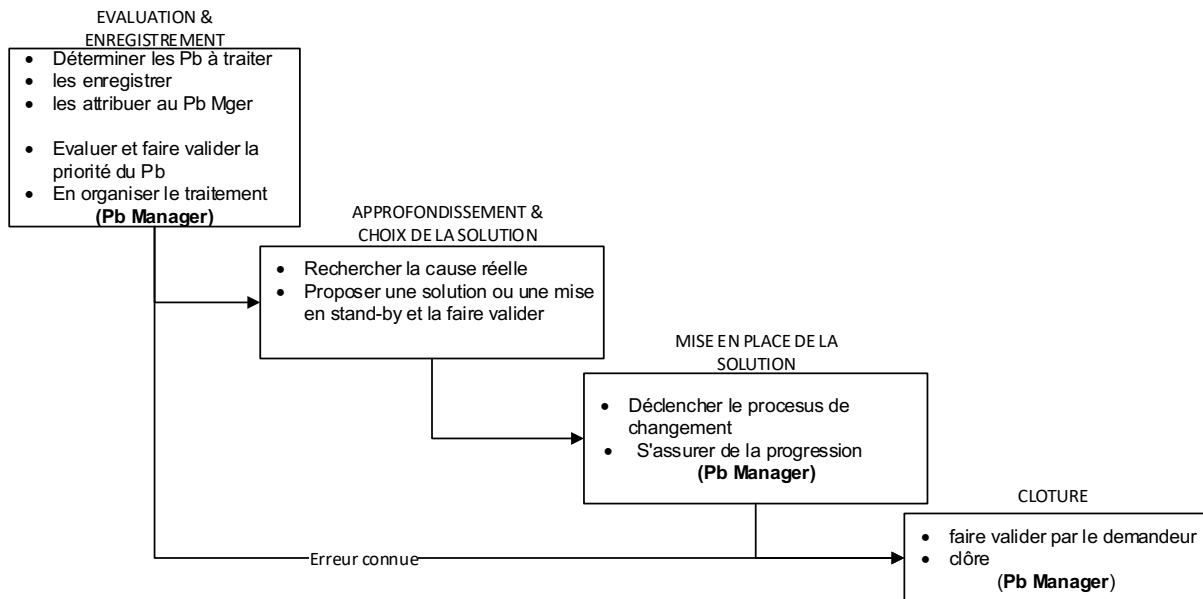 EVALUATION &
ENREGISTREMENT
• Déterminer les Pb à traiter
• les enregistrer
• les attribuer au Pb Mger
• Evaluer et faire valider la
priorité du Pb
• En organiser le traitement
(Pb Manager)
APPROFONDISSEMENT &
CHOIX DE LA SOLUTION
• Rechercher la cause réelle
• Proposer une solution ou une mise
en stand-by et la faire valider
MISE EN PLACE DE LA
SOLUTION
• Déclencher le procesus de
changement
• S'assurer de la progression
(Pb Manager)
CLOTURE
• faire valider par le demandeur
• clôre
(Pb Manager)
Erreur connue